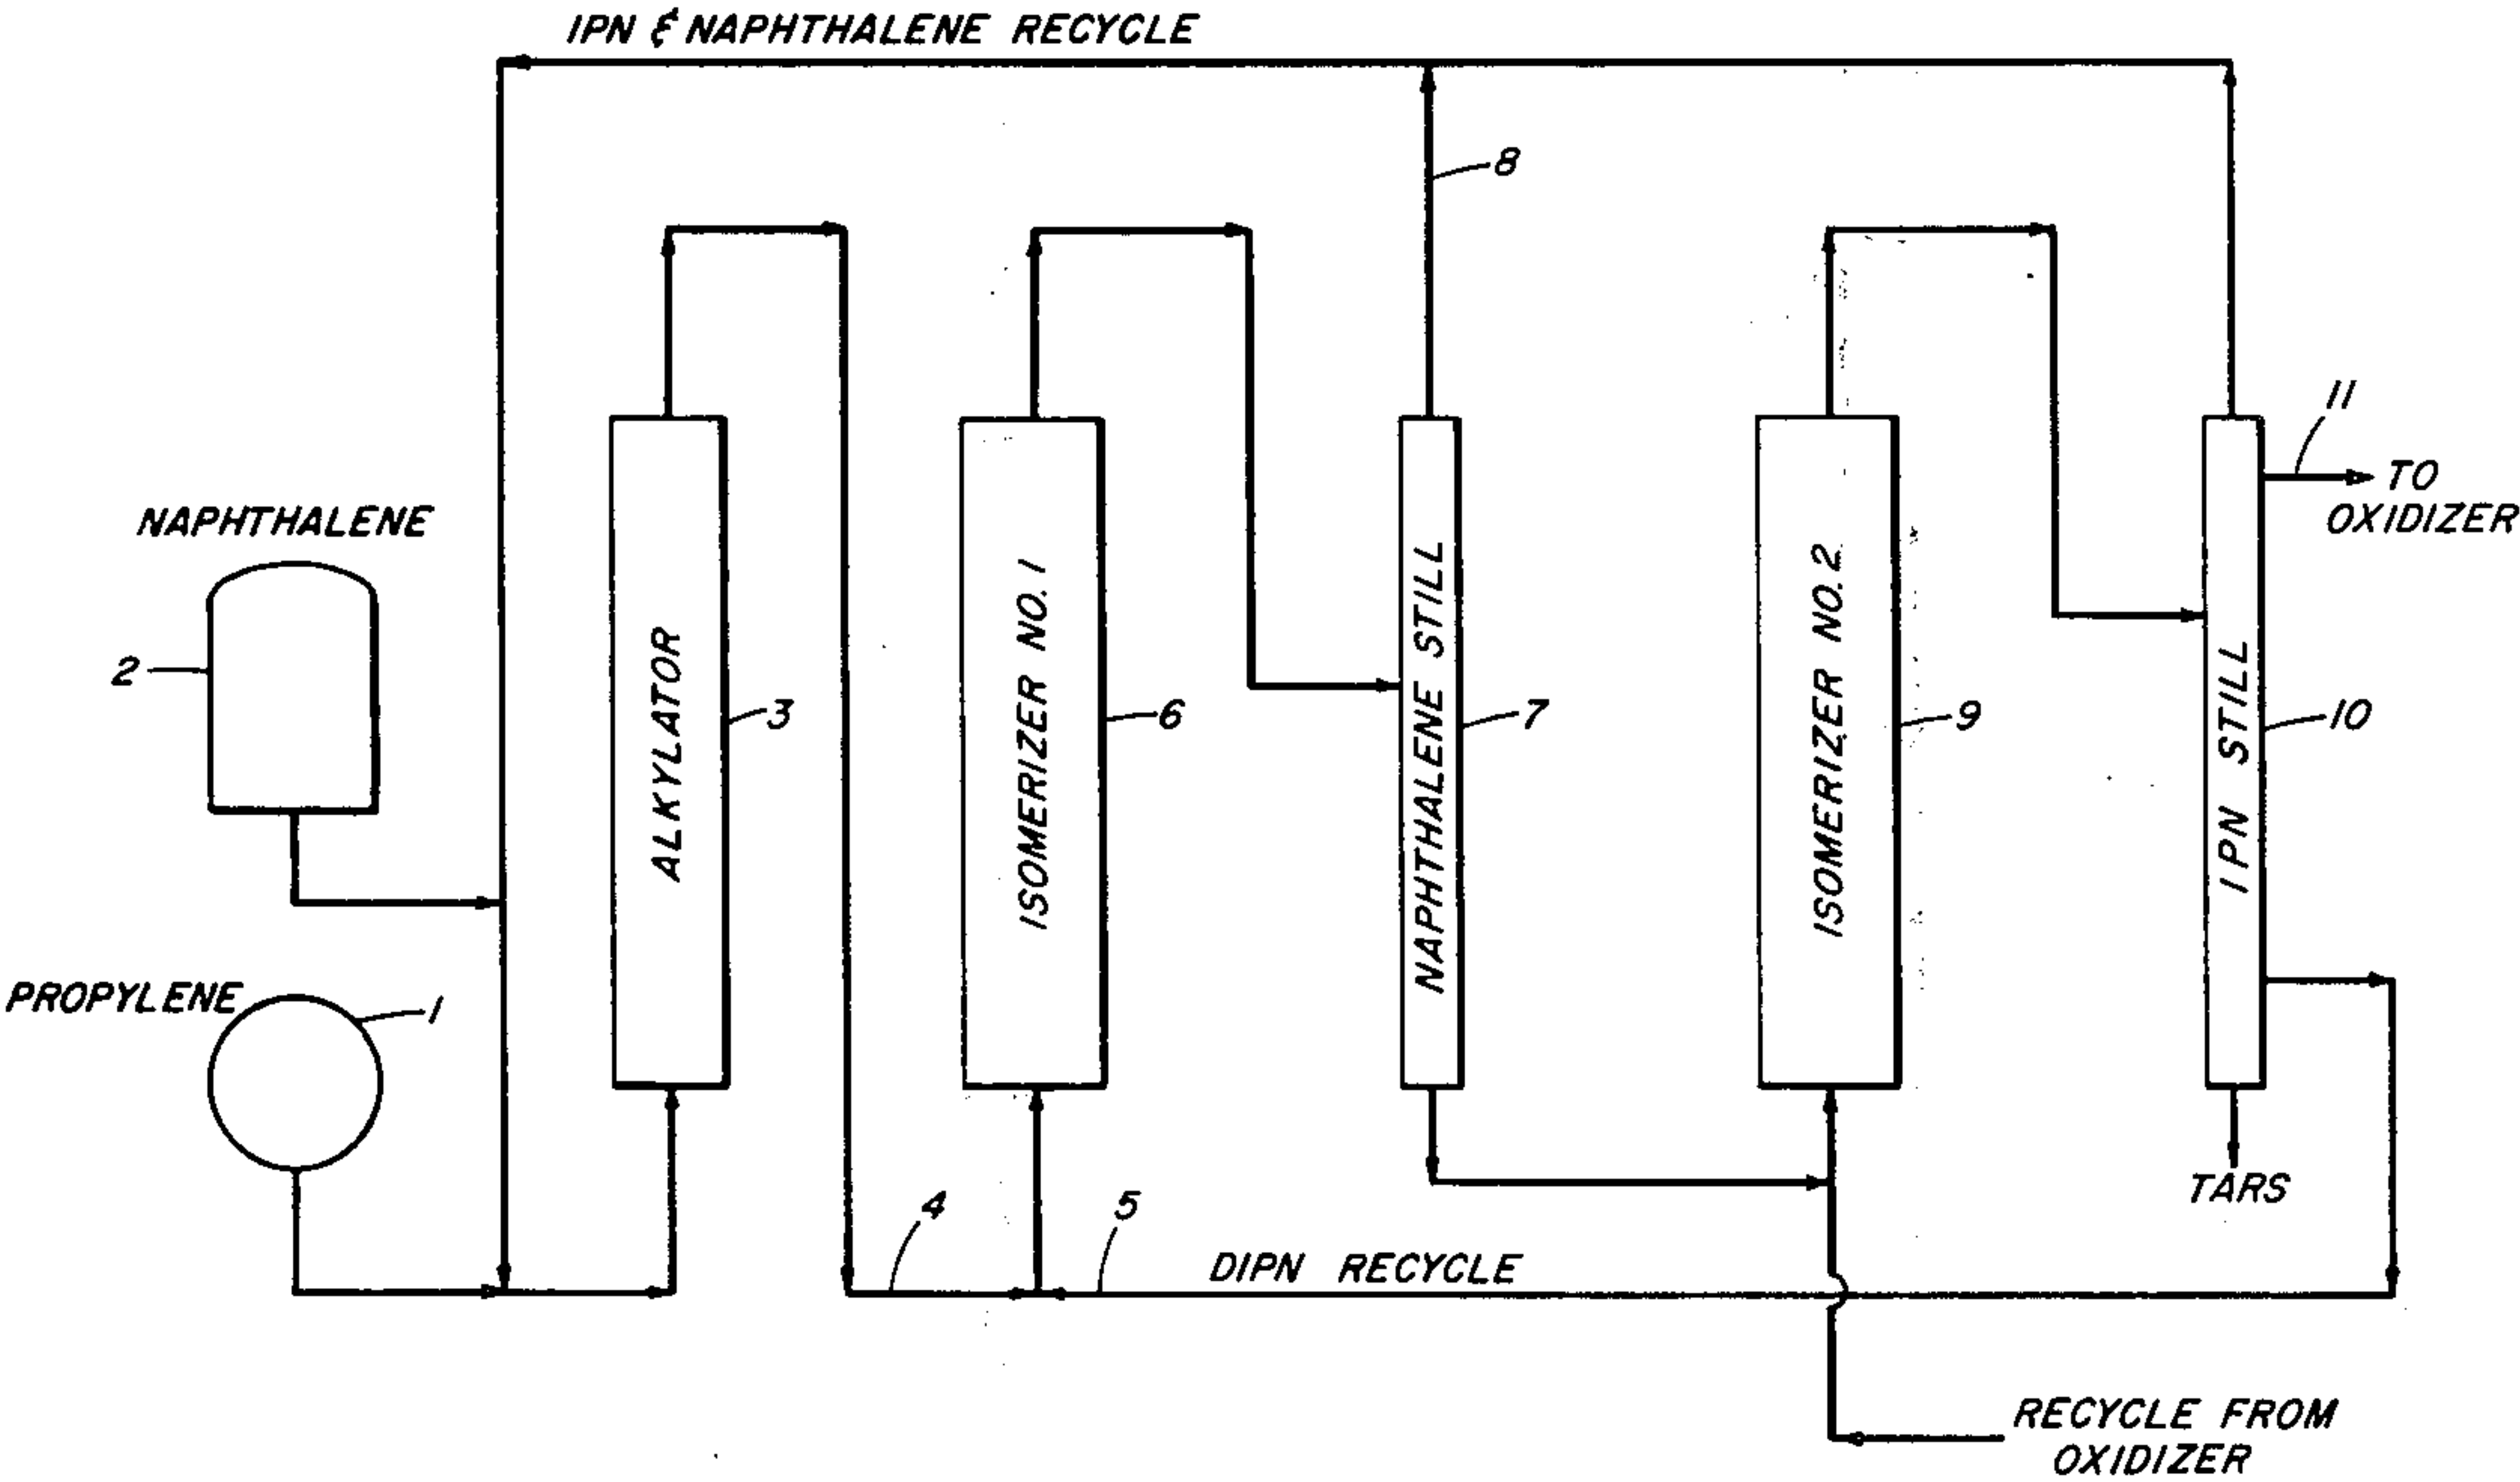 IPN & NAPHTHALENE RECYCLE
8
11
TO
OXIDIZER
NAPHTHALENE
2
ALKYLATOR
3
ISOMERIZER NO. 1
6
NAPHTHALENE STILL
7
ISOMERIZER NO. 2
9
IPN STILL
10
PROPYLENE
1
TARS
4
5
DIPN RECYCLE
RECYCLE FROM
OXIDIZER